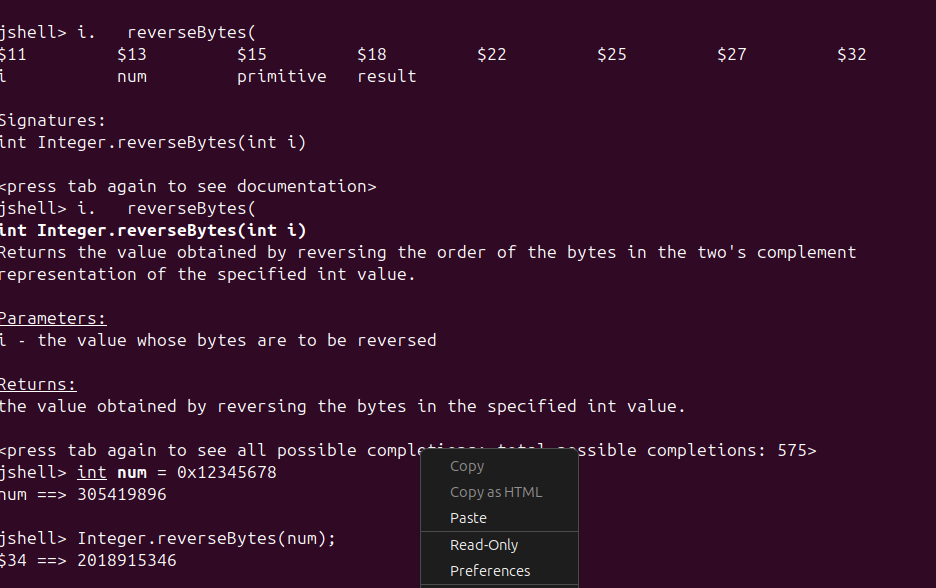 jshell> i.   reverseBytes(
$11         $13         $15         $18         $22         $25         $27         $32
i           num         primitive   result
Signatures:
int Integer.reverseBytes(int i)
<press tab again to see documentation>
jshell> i.   reverseBytes(
int Integer.reverseBytes(int i)
Returns the value obtained by reversing the order of the bytes in the two's complement
representation of the specified int value.
Parameters:
i - the value whose bytes are to be reversed
Returns:
the value obtained by reversing the bytes in the specified int value.
<press tab again to see all possible completions; total possible completions: 575>
jshell> int num = 0x12345678
num ==> 305419896
jshell> Integer.reverseBytes(num);
$34 ==> 2018915346
Copy
Copy as HTML
Paste
Read-Only
Preferences